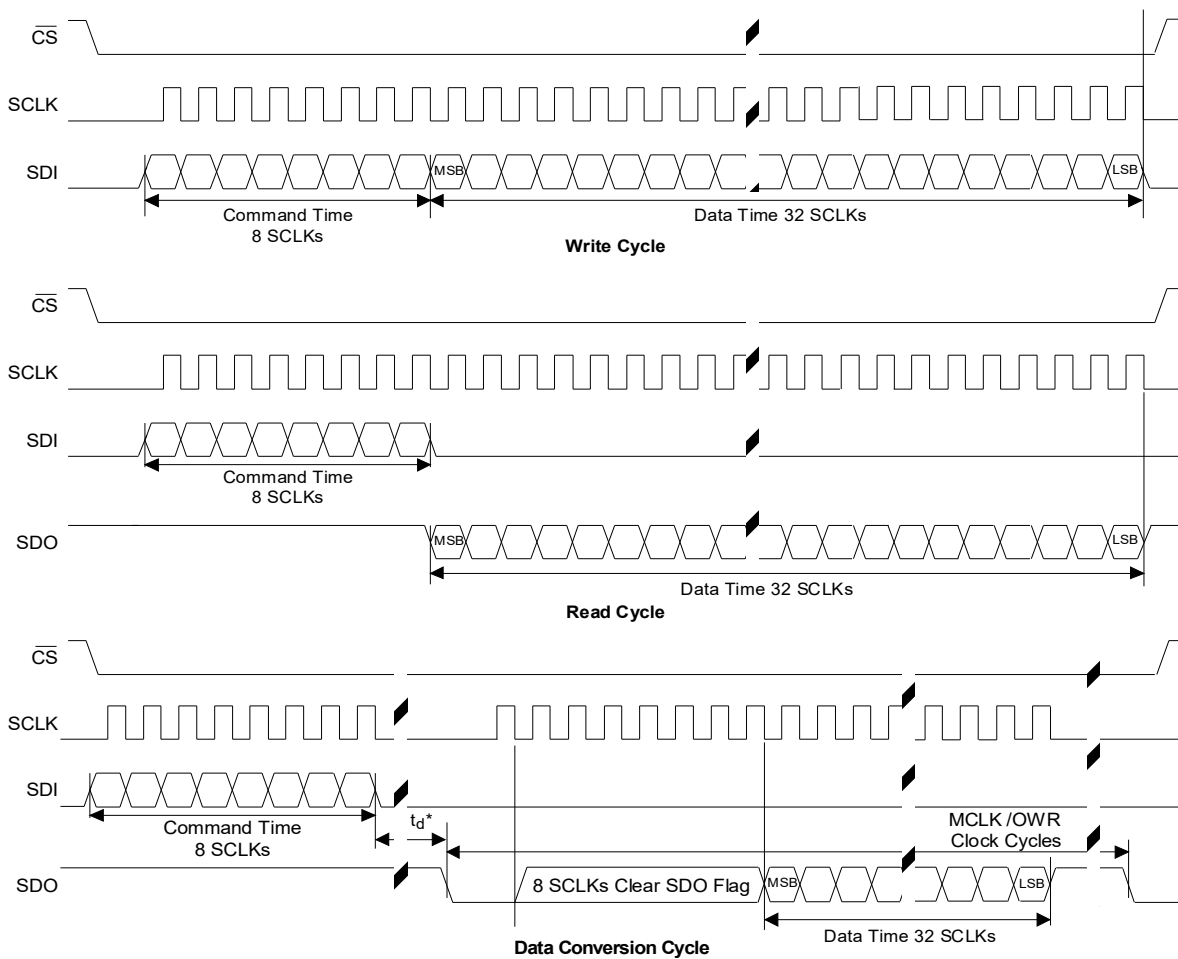 CS
SCLK
SDI
MSB
LSB
Command Time
8 SCLKs
Data Time 32 SCLKs
Write Cycle
CS
SCLK
SDI
Command Time
8 SCLKs
SDO
MSB
LSB
Data Time 32 SCLKs
Read Cycle
CS
SCLK
SDI
Command Time
8 SCLKs
td*
MCLK /OWR
Clock Cycles
SDO
8 SCLKs Clear SDO Flag
MSB
LSB
Data Time 32 SCLKs
Data Conversion Cycle